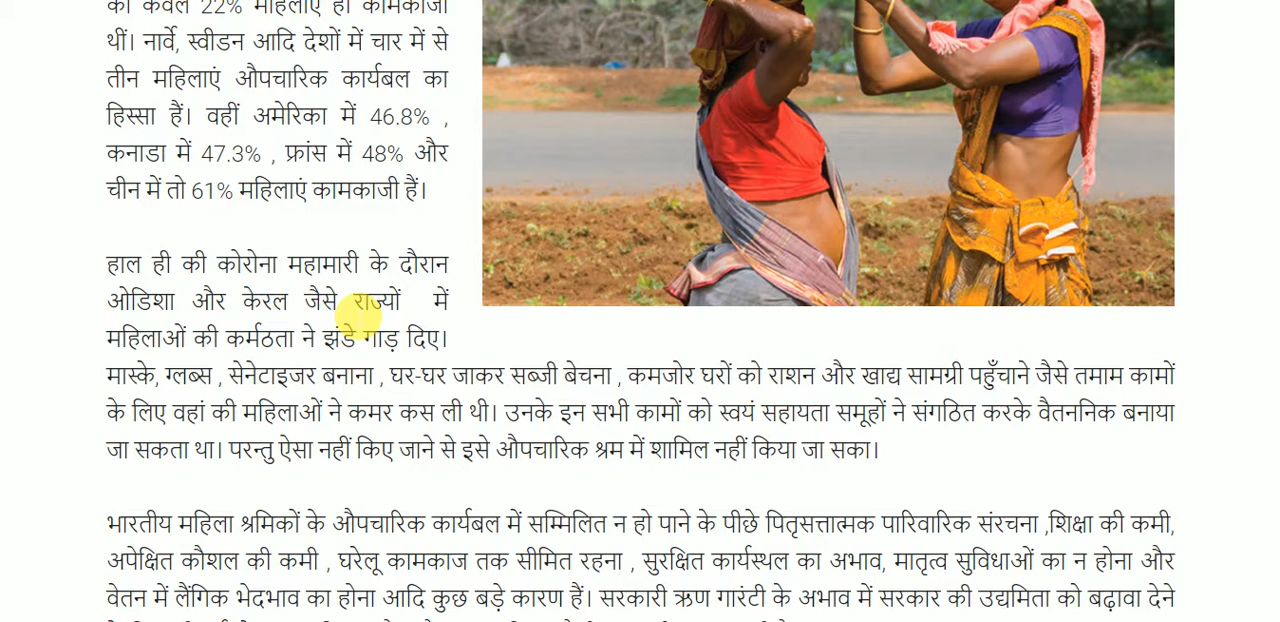 की केवल 22% महिलाएं ही कामकाजी
थीं। नार्वे, स्वीडन आदि देशों में चार में से
तीन महिलाएं औपचारिक कार्यबल का
हिस्सा हैं। वहीं अमेरिका में 46.8% ,
कनाडा में 47.3% , फ्रांस में 48% और
चीन में तो 61% महिलाएं कामकाजी हैं।
हाल ही की कोरोना महामारी के दौरान
ओडिशा और केरल जैसे राज्यों में
महिलाओं की कर्मठता ने झंडे गाड़ दिए।
मास्के, ग्लब्स , सेनेटाइजर बनाना , घर-घर जाकर सब्जी बेचना , कमजोर घरों को राशन और खाद्य सामग्री पहुँचाने जैसे तमाम कामों
के लिए वहां की महिलाओं ने कमर कस ली थी। उनके इन सभी कामों को स्वयं सहायता समूहों ने संगठित करके वैतननिक बनाया
जा सकता था। परन्तु ऐसा नहीं किए जाने से इसे औपचारिक श्रम में शामिल नहीं किया जा सका।
भारतीय महिला श्रमिकों के औपचारिक कार्यबल में सम्मिलित न हो पाने के पीछे पितृसत्तात्मक पारिवारिक संरचना ,शिक्षा की कमी,
अपेक्षित कौशल की कमी , घरेलू कामकाज तक सीमित रहना , सुरक्षित कार्यस्थल का अभाव, मातृत्व सुविधाओं का न होना और
वेतन में लैंगिक भेदभाव का होना आदि कुछ बड़े कारण हैं। सरकारी ऋण गारंटी के अभाव में सरकार की उद्यमिता को बढ़ावा देने